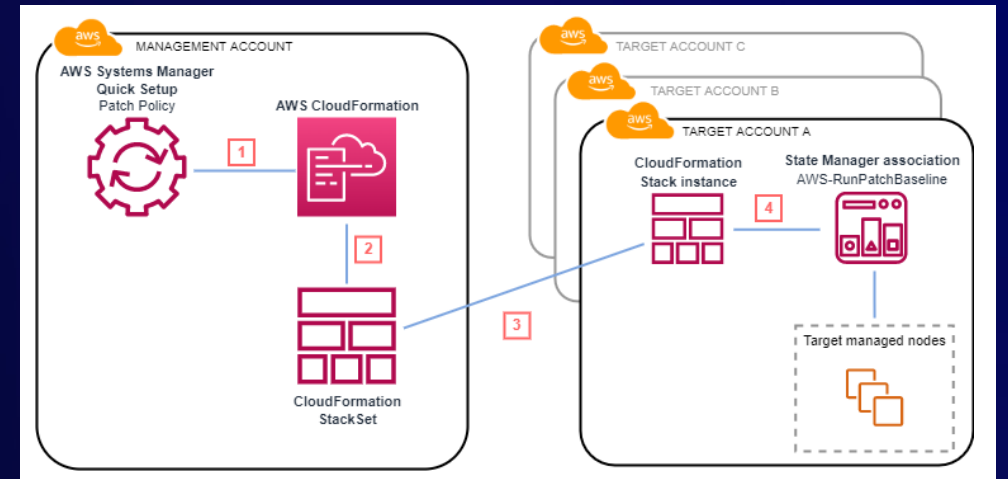 aws
MANAGEMENT ACCOUNT
AWS Systems Manager
Quick Setup
Patch Policy
1
AWS CloudFormation
2
CloudFormation
StackSet
3
aws
TARGET ACCOUNT C
aws
TARGET ACCOUNT B
aws
TARGET ACCOUNT A
CloudFormation
Stack instance
4
State Manager association
AWS-RunPatchBaseline
Target managed nodes